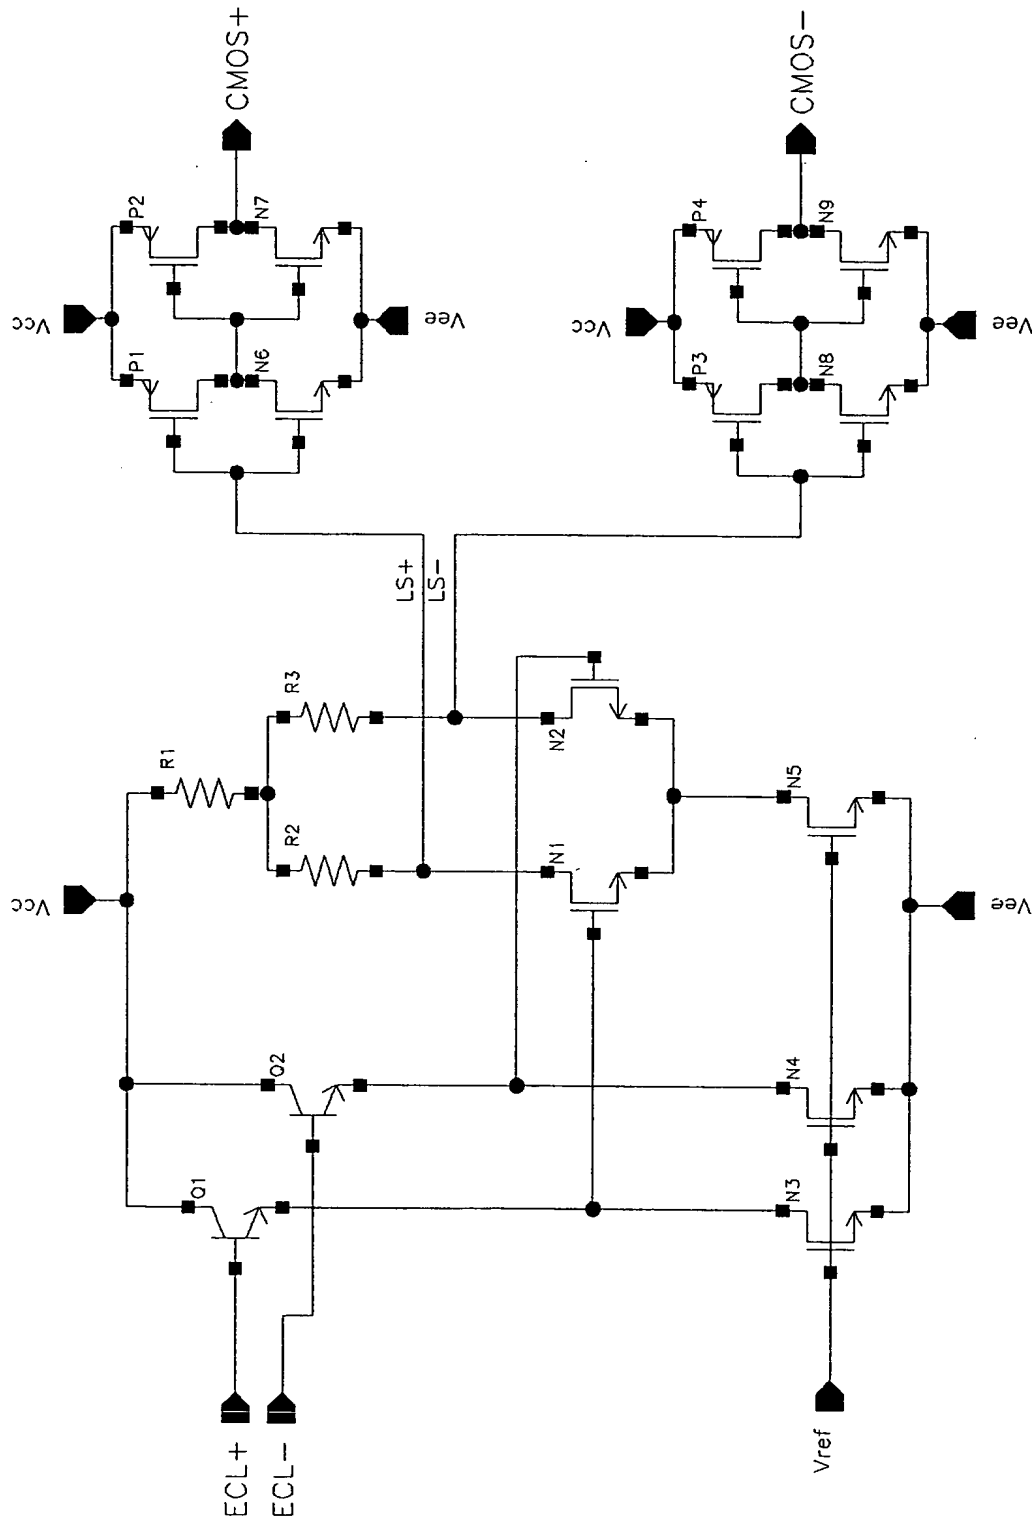 CMOS+
CMOS-
P2
N7
P4
N9
Vcc
Vee
Vcc
Vee
P1
N6
P3
N8
LS+
LS-
R3
N2
R1
N5
R2
N1
Vcc
Vee
Q2
N4
Q1
N3
ECL+
ECL-
Vref